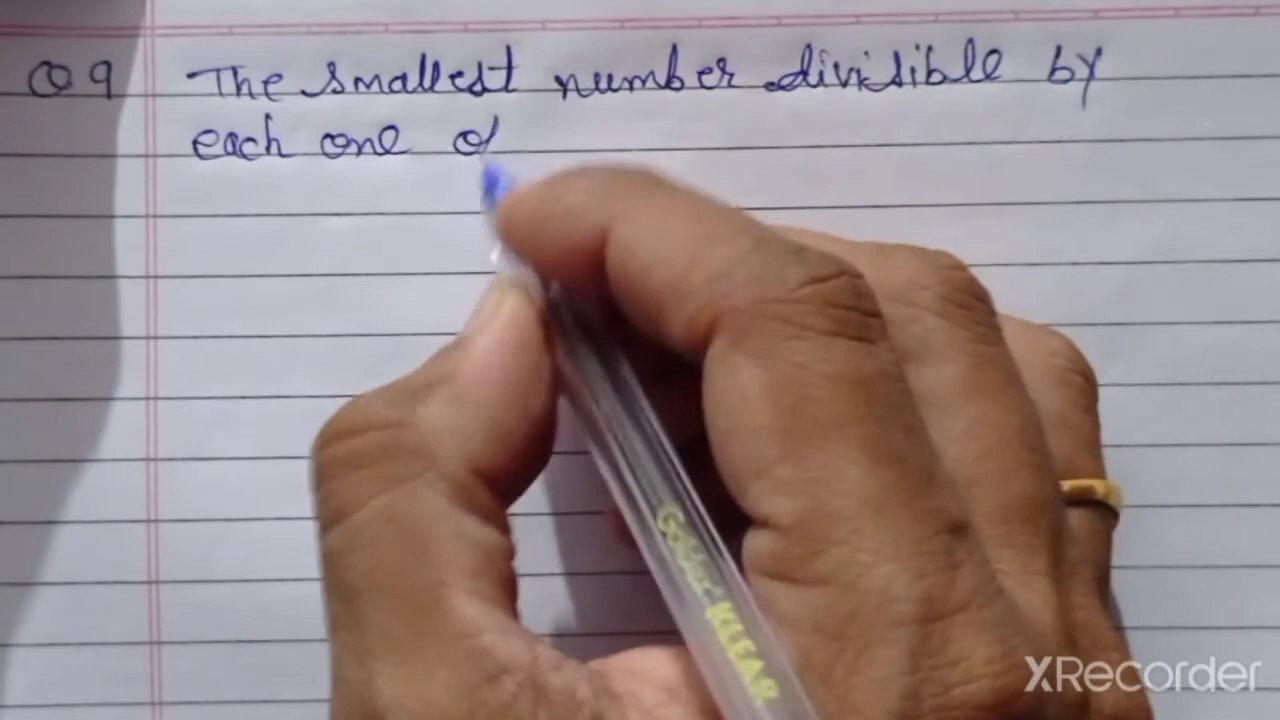 Q9 The smallest number divisible by
each one of
XRecorder